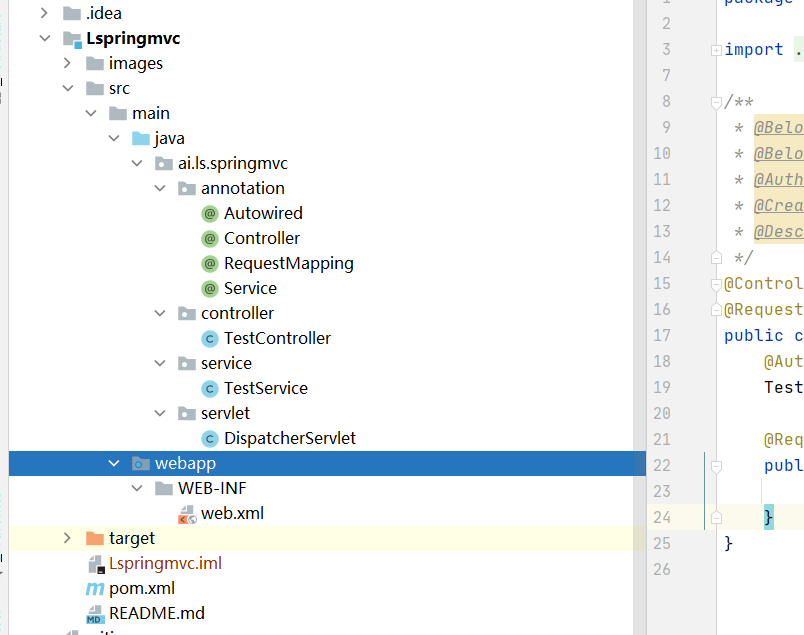 .idea
Lspringmvc
images
src
main
java
ai.ls.springmvc
annotation
@ Autowired
@ Controller
@ RequestMapping
@ Service
controller
C TestController
service
C TestService
servlet
C DispatcherServlet
webapp
WEB-INF
web.xml
target
Lspringmvc.iml
m pom.xml
MD README.md
1
2
3 import .
7
8 /**
9 * @Belo
10 * @Belo
11 * @Auth
12 * @Crea
13 * @Desc
14 */
15 @Control
16 @Request
17 public c
18 @Aut
19 Test
20
21 @Req
22 publ
23
24 }
25 }
26